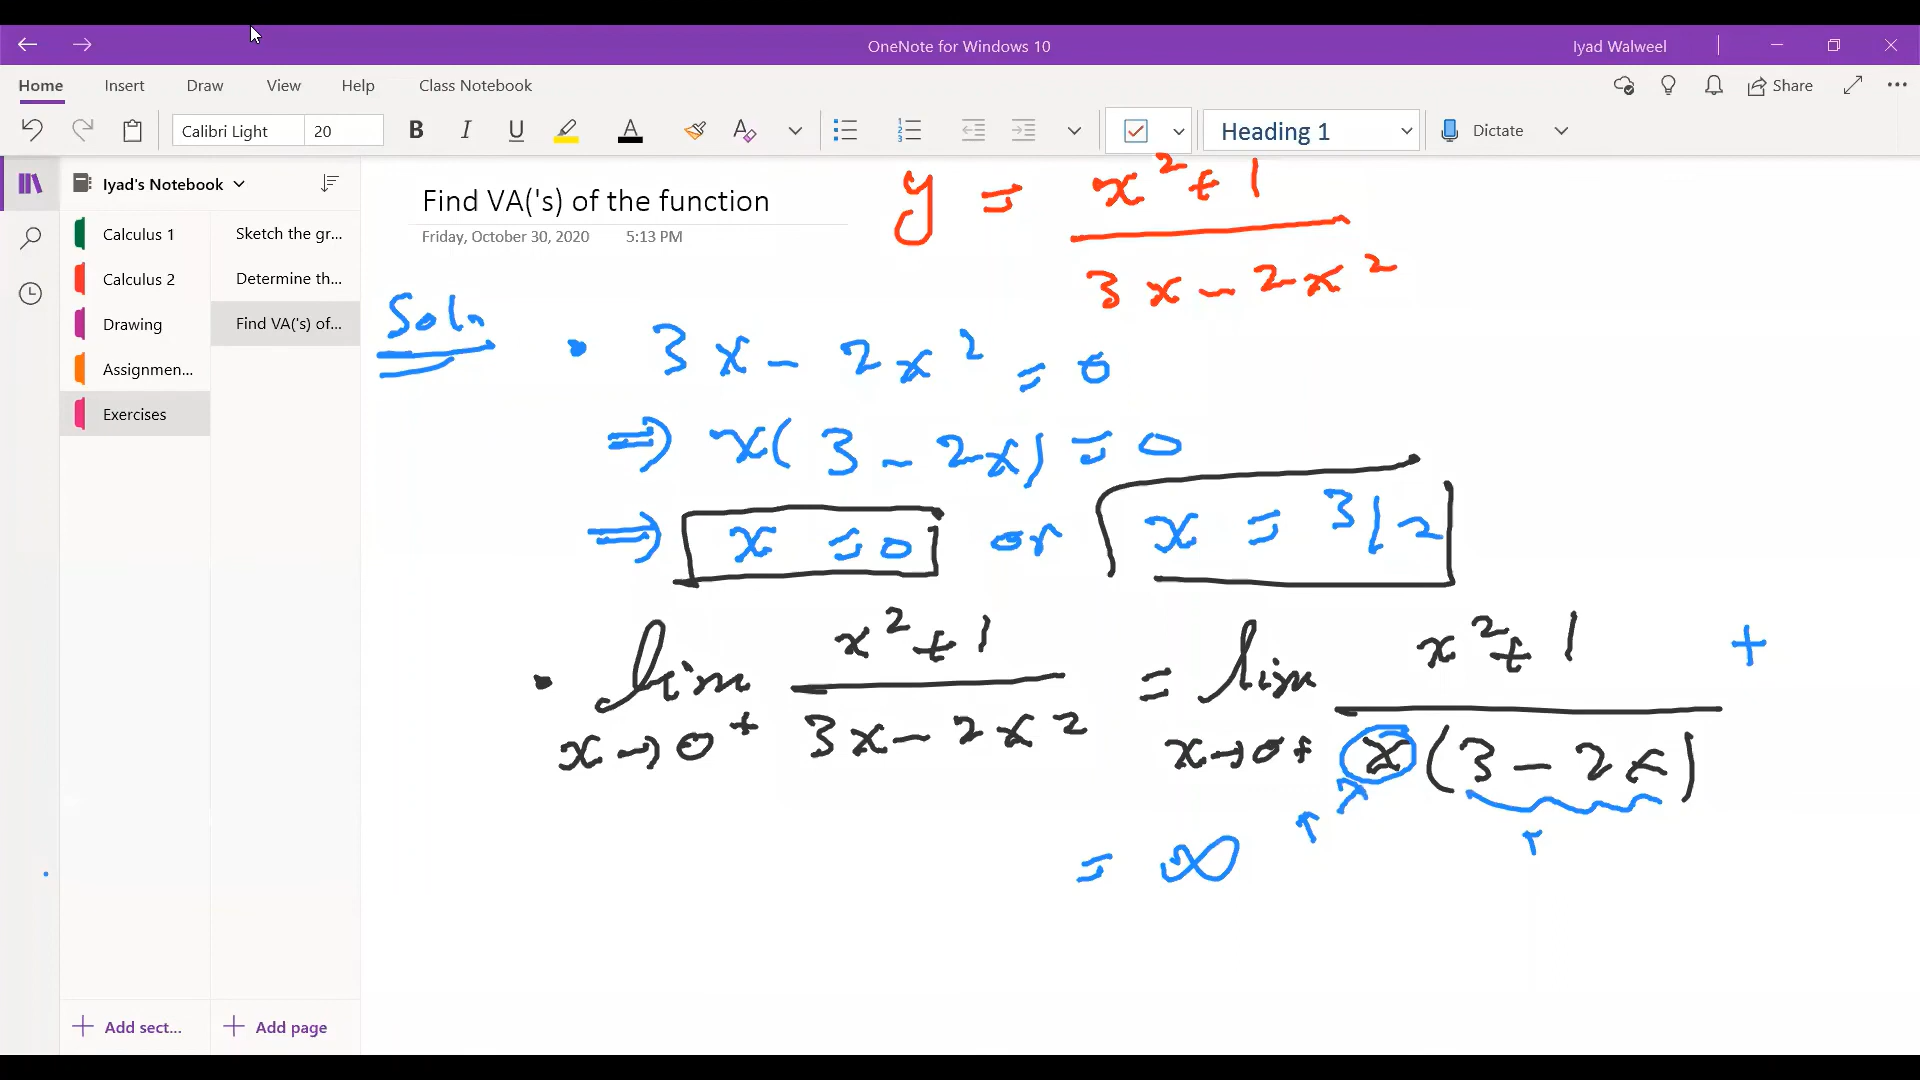 OneNote for Windows 10
Iyad Walweel
Home Insert Draw View Help Class Notebook Share
Calibri Light 20 B I U A Heading 1 Dictate
Iyad's Notebook
Calculus 1
Calculus 2
Drawing
Assignmen...
Exercises
Sketch the gr...
Determine th...
Find VA('s) of...
Find VA('s) of the function
Friday, October 30, 2020 5:13 PM
y = (x² + 1) / (3x - 2x²)
Soln
• 3x - 2x² = 0
⇒ x(3 - 2x) = 0
⇒ x = 0 or x = 3/2
• lim x→0⁺ (x² + 1) / (3x - 2x²) = lim x→0⁺ (x² + 1) / (x(3 - 2x)) +
= ∞
+ Add sect... + Add page